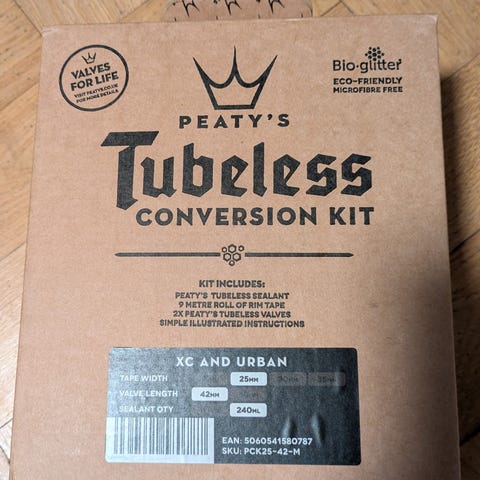 VALVES
FOR LIFE
VISIT PEATYS.CO.UK
FOR MORE DETAILS
Bio-glitter
ECO-FRIENDLY
MICROFIBRE FREE
PEATY'S
Tubeless
CONVERSION KIT
KIT INCLUDES:
PEATY'S TUBELESS SEALANT
9 METRE ROLL OF RIM TAPE
2X PEATY'S TUBELESS VALVES
SIMPLE ILLUSTRATED INSTRUCTIONS
XC AND URBAN
TAPE WIDTH 25MM 30MM 35MM
VALVE LENGTH 42MM
SEALANT QTY 240ML
EAN: 5060541580787
SKU: PCK25-42-M